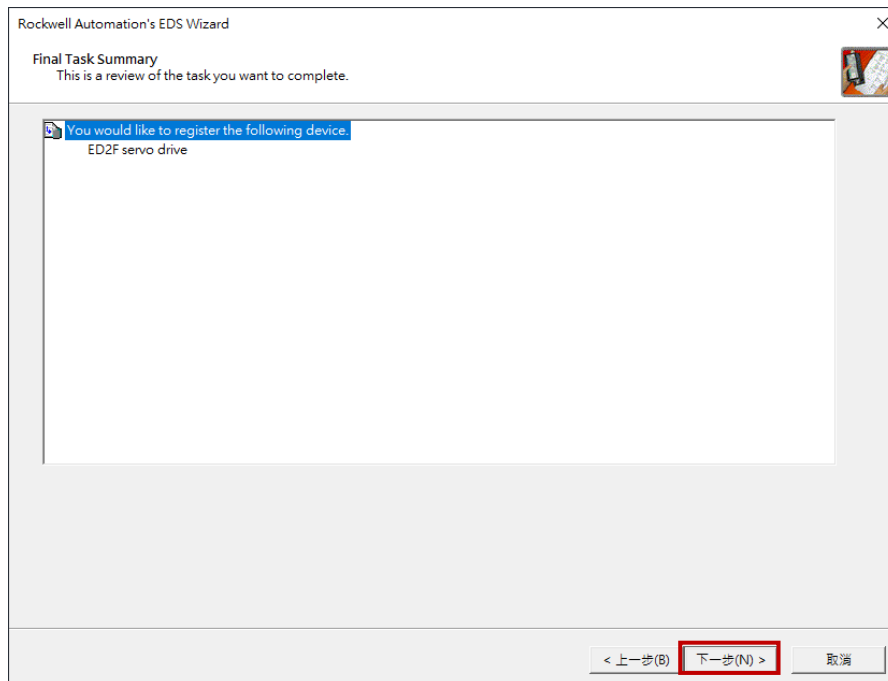 Rockwell Automation's EDS Wizard
Final Task Summary
This is a review of the task you want to complete.
You would like to register the following device.
ED2F servo drive
< 上一步(B) 下一步(N) > 取消